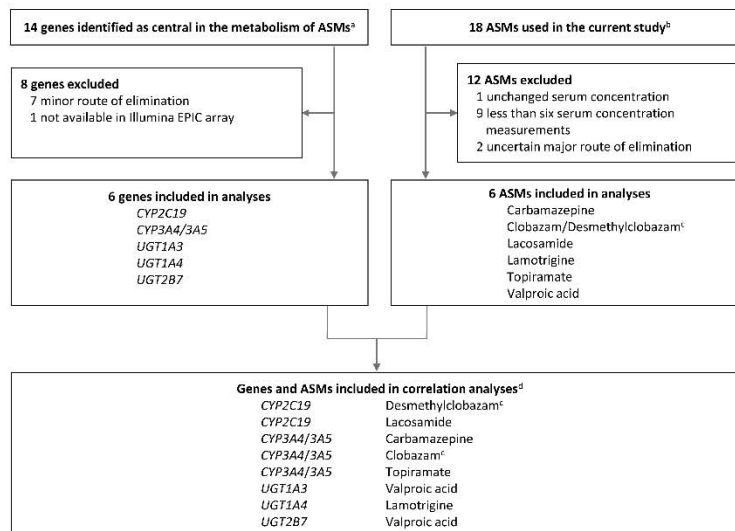 14 genes identified as central in the metabolism of ASMsᵃ
18 ASMs used in the current studyᵇ
8 genes excluded
7 minor route of elimination
1 not available in Illumina EPIC array
12 ASMs excluded
1 unchanged serum concentration
9 less than six serum concentration
measurements
2 uncertain major route of elimination
6 genes included in analyses
CYP2C19
CYP3A4/3A5
UGT1A3
UGT1A4
UGT2B7
6 ASMs included in analyses
Carbamazepine
Clobazam/Desmethylclobazamᶜ
Lacosamide
Lamotrigine
Topiramate
Valproic acid
Genes and ASMs included in correlation analysesᵈ
CYP2C19 Desmethylclobazamᶜ
CYP2C19 Lacosamide
CYP3A4/3A5 Carbamazepine
CYP3A4/3A5 Clobazamᶜ
CYP3A4/3A5 Topiramate
UGT1A3 Valproic acid
UGT1A4 Lamotrigine
UGT2B7 Valproic acid